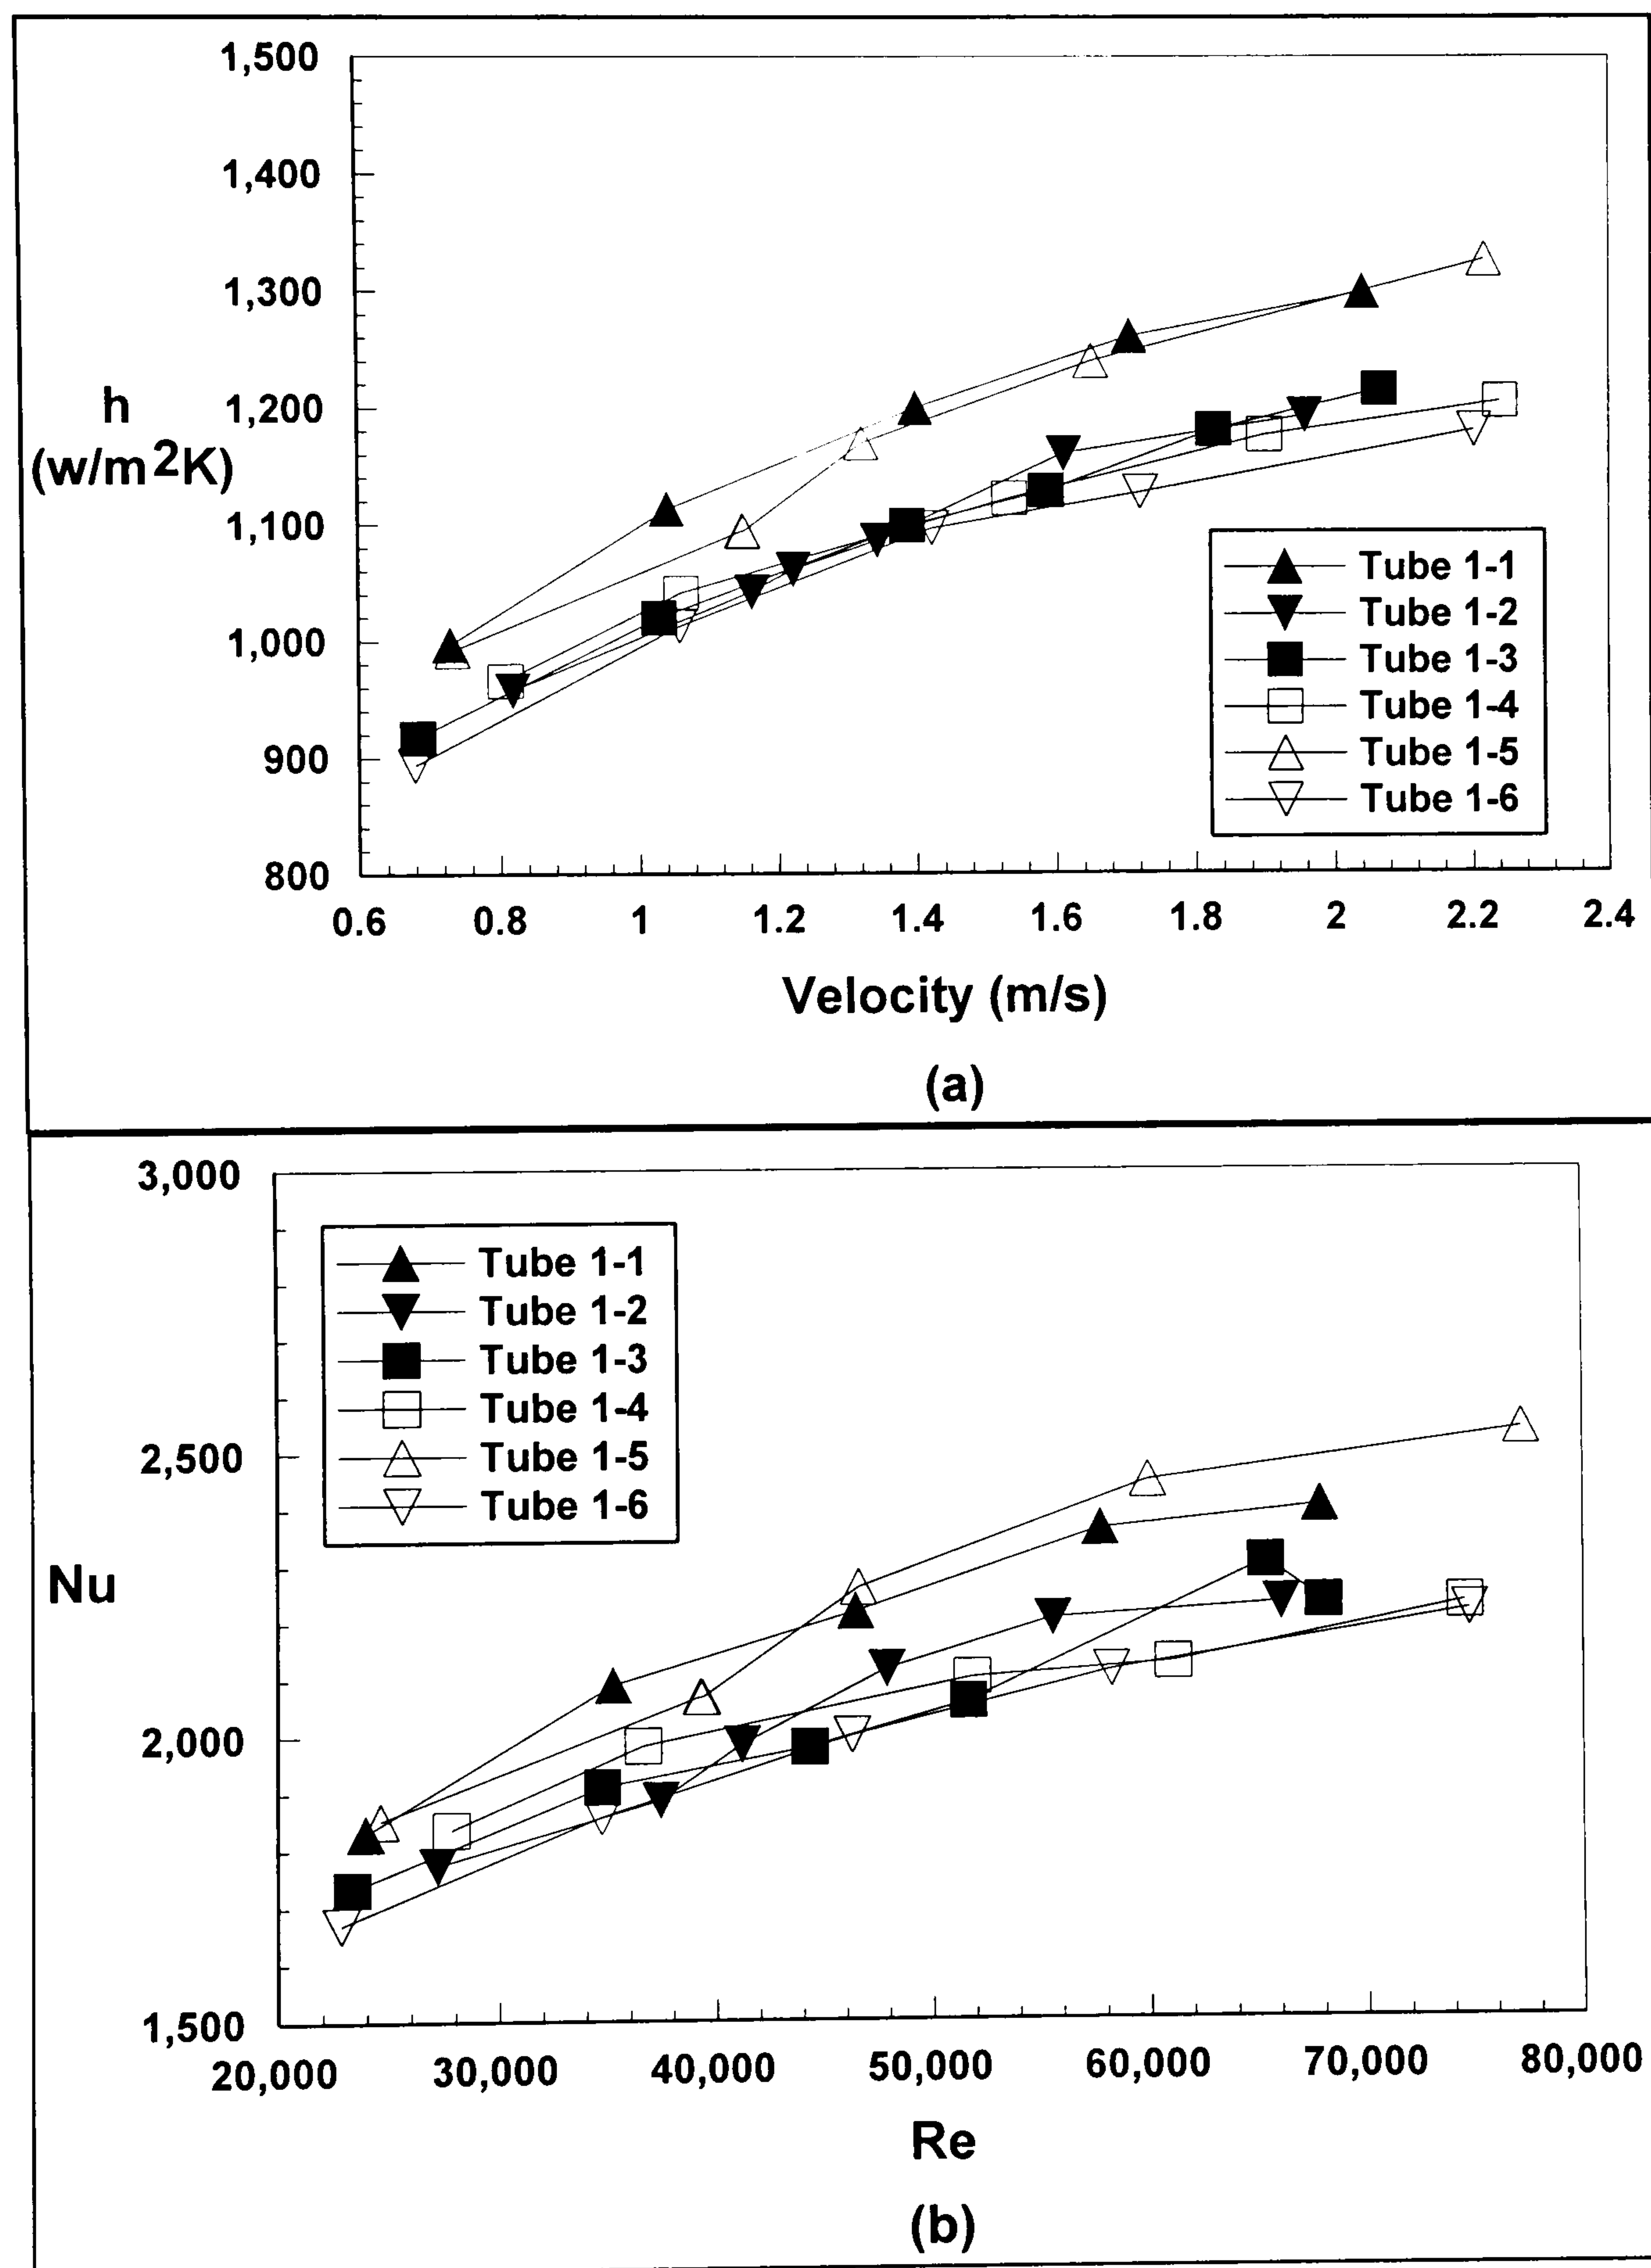 1,500
1,400
1,300
1,200
1,100
1,000
900
800
h
(w/m2K)
0.6 0.8 1 1.2 1.4 1.6 1.8 2 2.2 2.4
Velocity (m/s)
Tube 1-1
Tube 1-2
Tube 1-3
Tube 1-4
Tube 1-5
Tube 1-6
(a)
3,000
2,500
2,000
1,500
Nu
Tube 1-1
Tube 1-2
Tube 1-3
Tube 1-4
Tube 1-5
Tube 1-6
20,000 30,000 40,000 50,000 60,000 70,000 80,000
Re
(b)